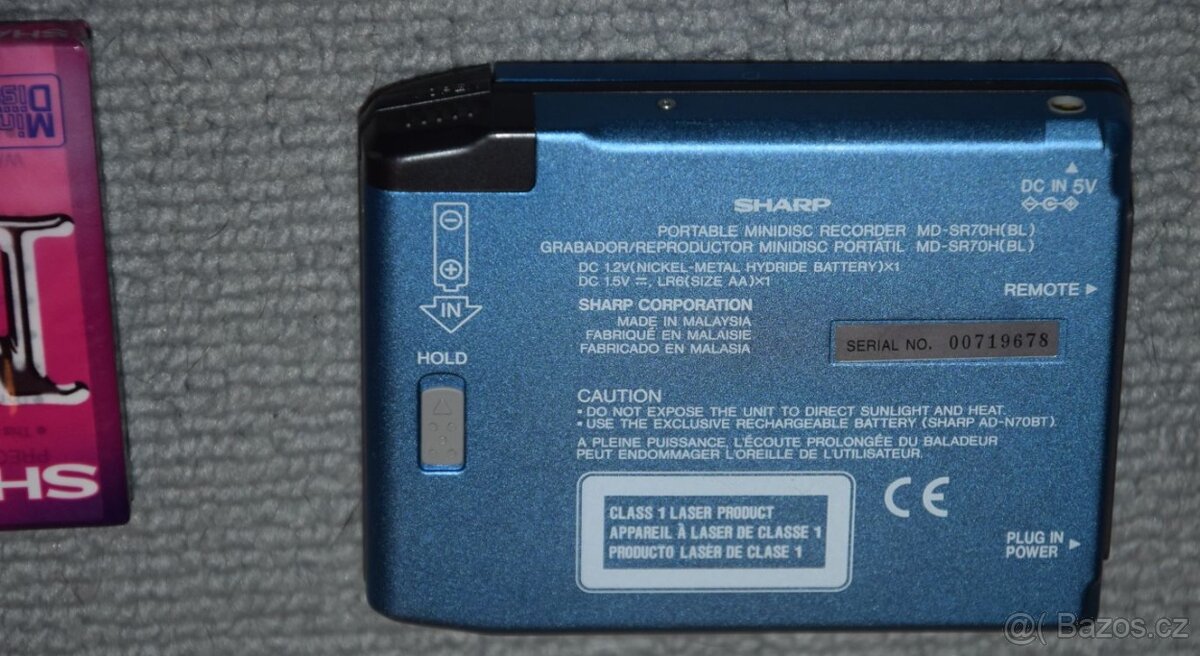 SHARP
PORTABLE MINIDISC RECORDER MD-SR70H(BL)
GRABADOR/REPRODUCTOR MINIDISC PORTÁTIL MD-SR70H(BL)
DC 1.2V(NICKEL-METAL HYDRIDE BATTERY)×1
DC 1.5V ⎓, LR6(SIZE AA)×1
SHARP CORPORATION
MADE IN MALAYSIA
FABRIQUÉ EN MALAISIE
FABRICADO EN MALASIA
DC IN 5V
REMOTE ▶
SERIAL NO. 00719678
IN
HOLD
CAUTION
• DO NOT EXPOSE THE UNIT TO DIRECT SUNLIGHT AND HEAT.
• USE THE EXCLUSIVE RECHARGEABLE BATTERY (SHARP AD-N70BT)
A PLEINE PUISSANCE, L'ÉCOUTE PROLONGÉE DU BALADEUR
PEUT ENDOMMAGER L'OREILLE DE L'UTILISATEUR.
CLASS 1 LASER PRODUCT
APPAREIL À LASER DE CLASSE 1
PRODUCTO LASER DE CLASE 1
CE
PLUG IN
POWER ▶
SH
@( Bazos.cz